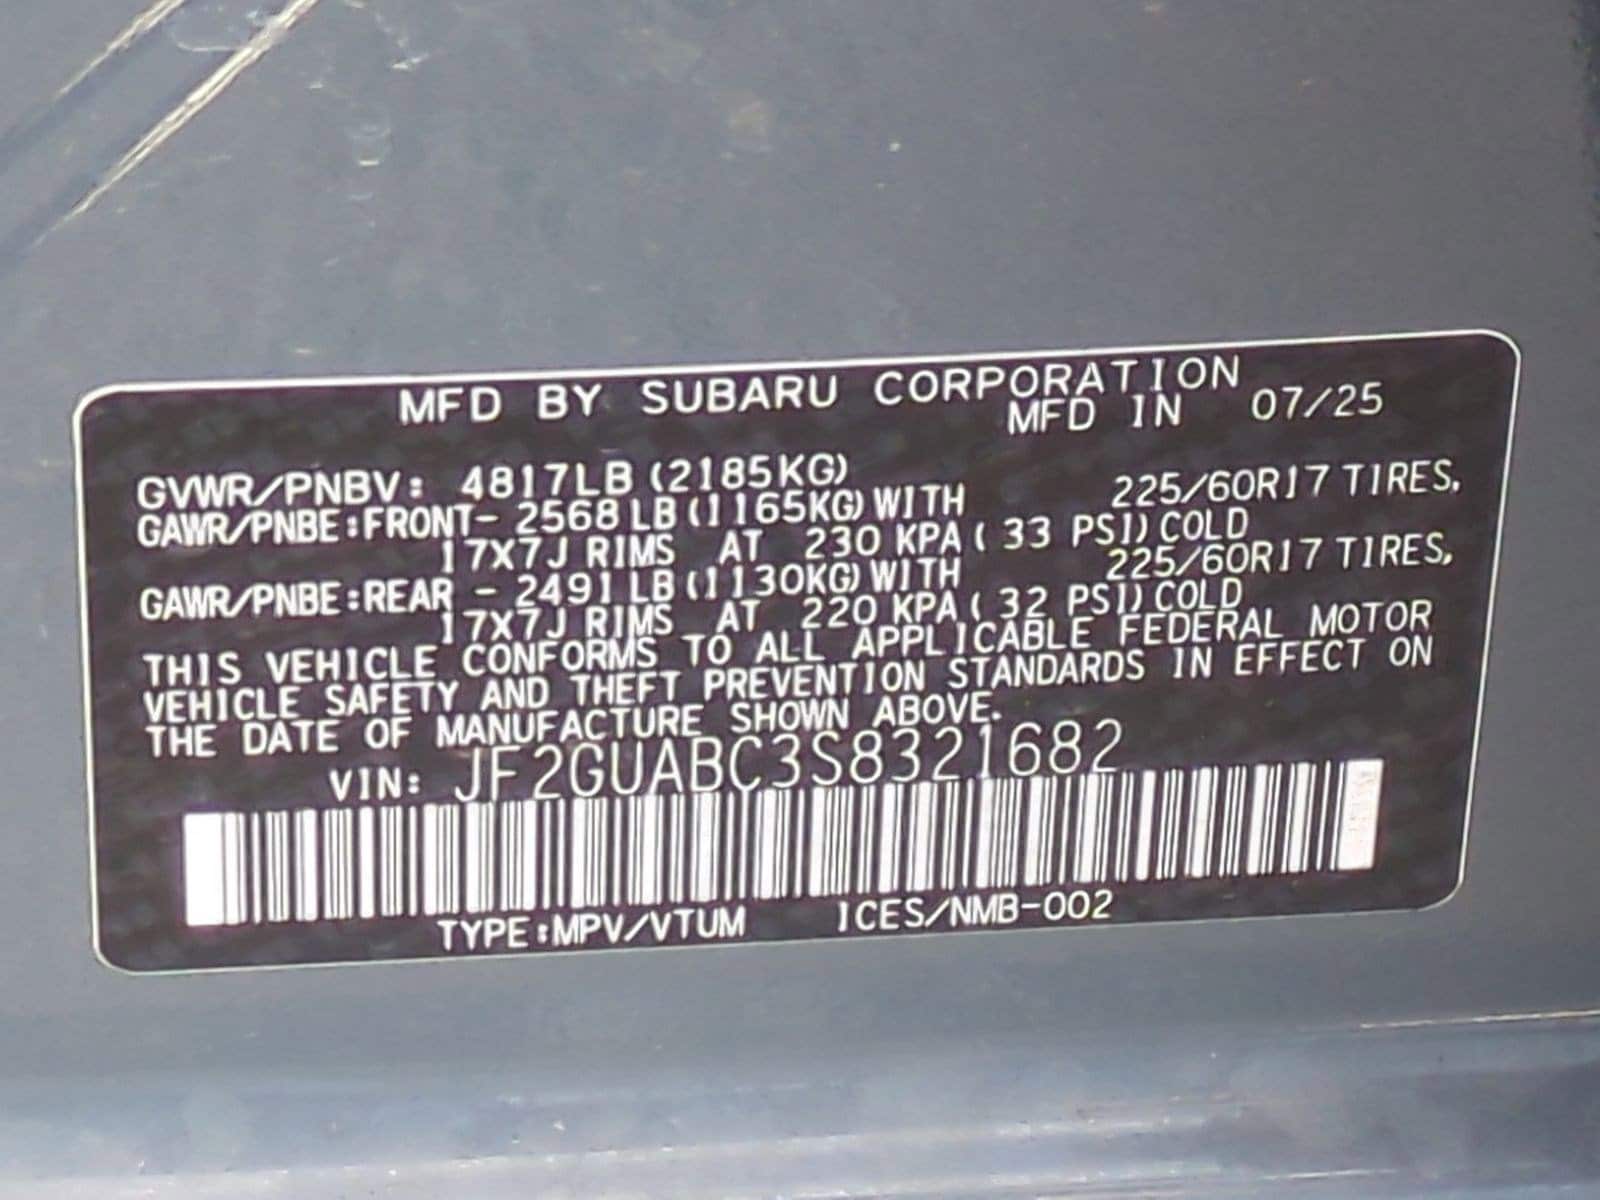 MFD BY SUBARU CORPORATION
MFD IN 07/25
GVWR/PNBV: 4817LB (2185KG)
GAWR/PNBE:FRONT- 2568 LB (1165KG) WITH 225/60R17 TIRES,
17X7J RIMS AT 230 KPA ( 33 PSI) COLD
GAWR/PNBE:REAR - 2491 LB (1130KG) WITH 225/60R17 TIRES,
17X7J RIMS AT 220 KPA ( 32 PSI) COLD
THIS VEHICLE CONFORMS TO ALL APPLICABLE FEDERAL MOTOR
VEHICLE SAFETY AND THEFT PREVENTION STANDARDS IN EFFECT ON
THE DATE OF MANUFACTURE SHOWN ABOVE.
VIN: JF2GUABC3S8321682
TYPE:MPV/VTUM ICES/NMB-002